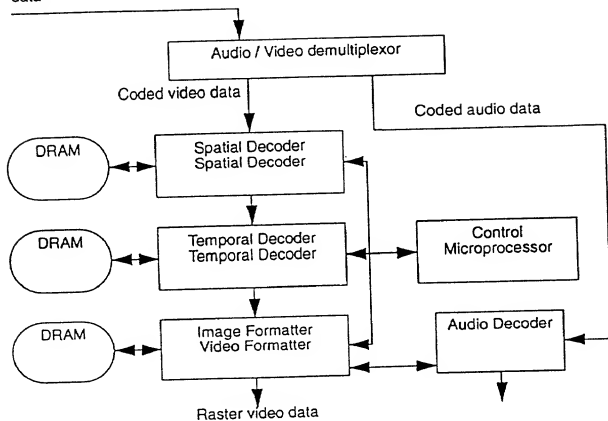 data
Audio / Video demultiplexor
Coded video data
Coded audio data
DRAM
Spatial Decoder
Spatial Decoder
DRAM
Temporal Decoder
Temporal Decoder
Control
Microprocessor
DRAM
Image Formatter
Video Formatter
Audio Decoder
Raster video data